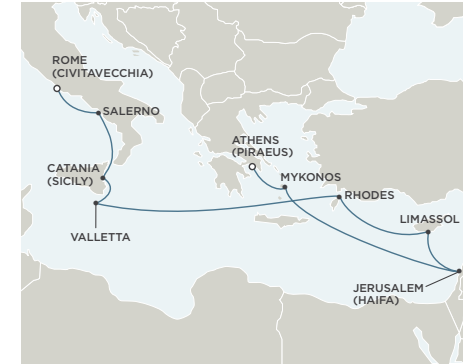 ROME
(CIVITAVECCHIA)
SALERNO
ATHENS
(PIRAEUS)
CATANIA
(SICILY)
MYKONOS
RHODES
LIMASSOL
VALLETTA
JERUSALEM
(HAIFA)